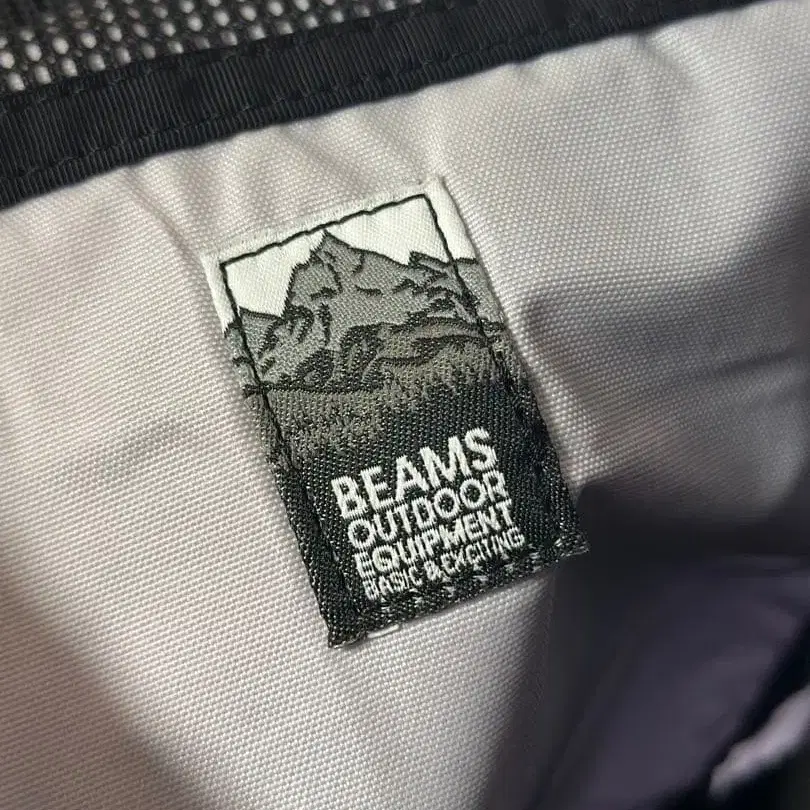 BEAMS
OUTDOOR
EQUIPMENT
BASIC & EXCITING